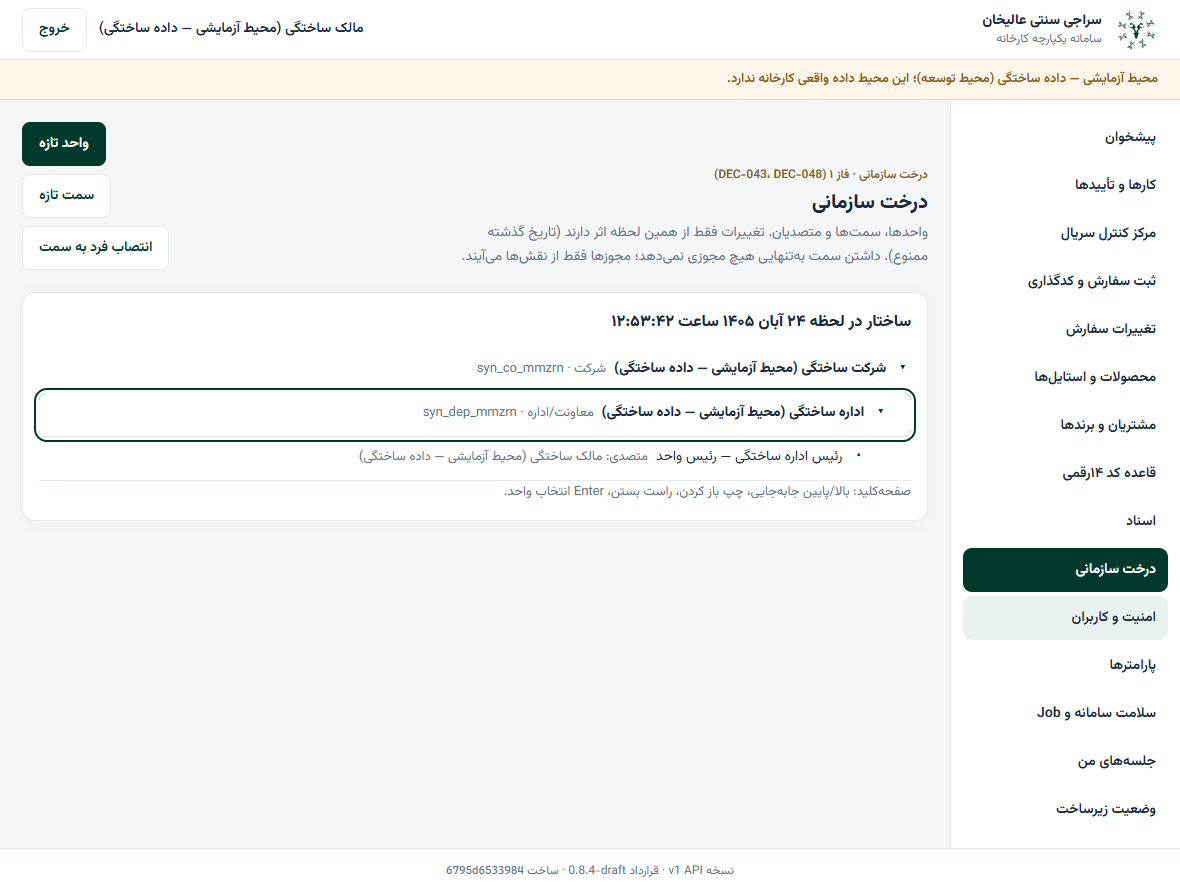 سراجی سنتی عالیخان
سامانه یکپارچه کارخانه
مالک ساختگی (محیط آزمایشی — داده ساختگی)
خروج
محیط آزمایشی — داده ساختگی (محیط توسعه)؛ این محیط داده واقعی کارخانه ندارد.
پیشخوان
کارها و تأییدها
مرکز کنترل سریال
ثبت سفارش و کدگذاری
تغییرات سفارش
محصولات و استایل‌ها
مشتریان و برندها
قاعده کد ۱۴رقمی
اسناد
درخت سازمانی
امنیت و کاربران
پارامترها
سلامت سامانه و Job
جلسه‌های من
وضعیت زیرساخت
درخت سازمانی · فاز ۱ (DEC-043، DEC-048)
درخت سازمانی
واحدها، سمت‌ها و متصدیان. تغییرات فقط از همین لحظه اثر دارند (تاریخ گذشته
ممنوع). داشتن سمت به‌تنهایی هیچ مجوزی نمی‌دهد؛ مجوزها فقط از نقش‌ها می‌آیند.
واحد تازه
سمت تازه
انتصاب فرد به سمت
ساختار در لحظه ۲۴ آبان ۱۴۰۵ ساعت ۱۲:۵۳:۴۲
▾ شرکت ساختگی (محیط آزمایشی — داده ساختگی) شرکت · syn_co_mmzrn
▾ اداره ساختگی (محیط آزمایشی — داده ساختگی) معاونت/اداره · syn_dep_mmzrn
• رئیس اداره ساختگی — رئیس واحد متصدی: مالک ساختگی (محیط آزمایشی — داده ساختگی)
صفحه‌کلید: بالا/پایین جابه‌جایی، چپ باز کردن، راست بستن، Enter انتخاب واحد.
نسخه API v1 · قرارداد 0.8.4-draft · ساخت 6795d6533984